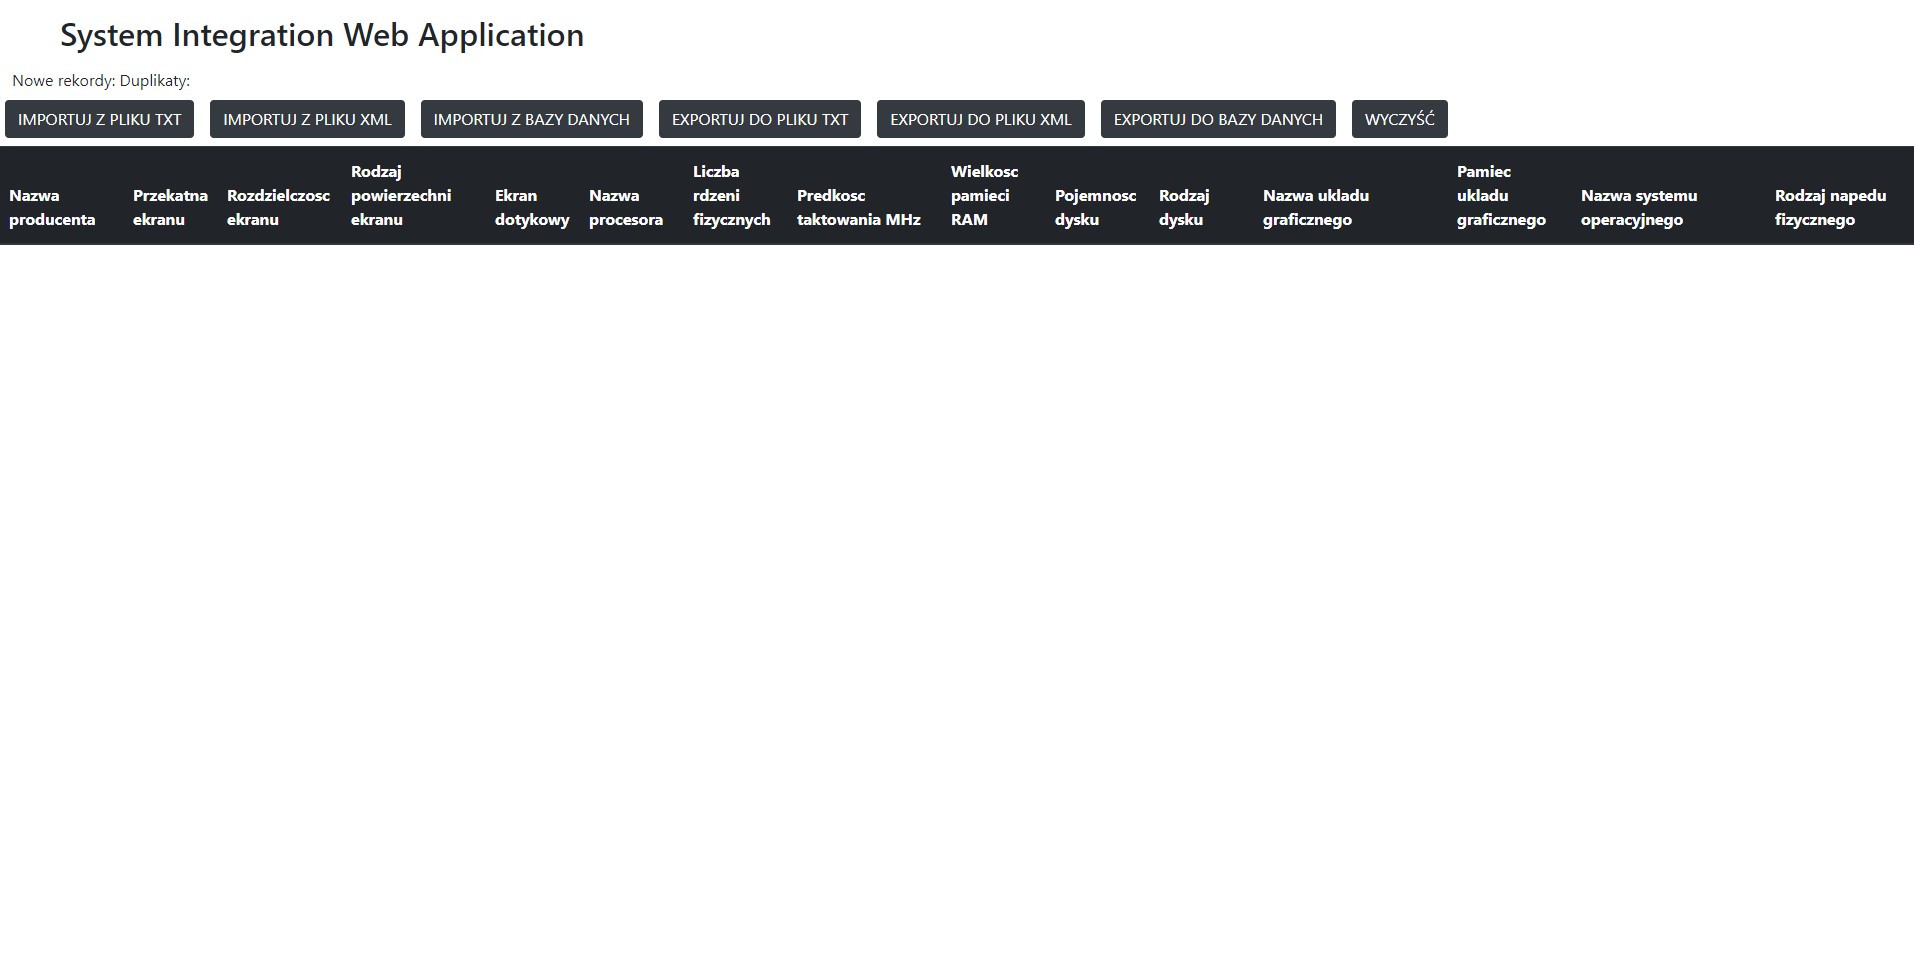 System Integration Web Application
Nowe rekordy: Duplikaty:
IMPORTUJ Z PLIKU TXT
IMPORTUJ Z PLIKU XML
IMPORTUJ Z BAZY DANYCH
EXPORTUJ DO PLIKU TXT
EXPORTUJ DO PLIKU XML
EXPORTUJ DO BAZY DANYCH
WYCZYŚĆ
Nazwa
producenta
Przekatna
ekranu
Rozdzielczosc
ekranu
Rodzaj
powierzechni
ekranu
Ekran
dotykowy
Nazwa
procesora
Liczba
rdzeni
fizycznych
Predkosc
taktowania MHz
Wielkosc
pamieci
RAM
Pojemnosc
dysku
Rodzaj
dysku
Nazwa ukladu
graficznego
Pamiec
ukladu
graficznego
Nazwa systemu
operacyjnego
Rodzaj napedu
fizycznego